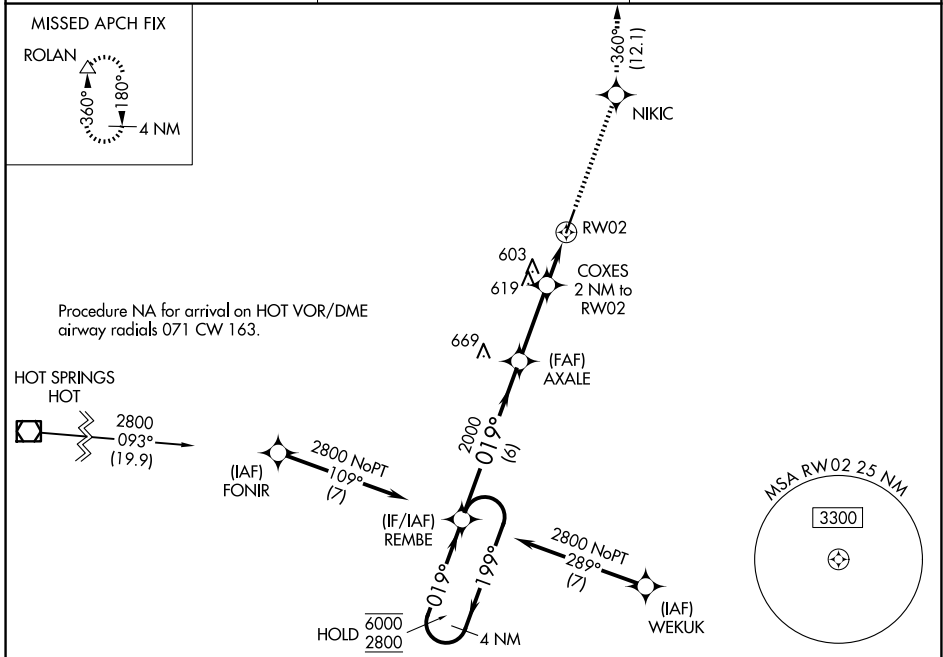 MISSED APCH FIX
ROLAN
360°
180°
4 NM
360°
(12.1)
NIKIC
RW02
603
619
COXES
2 NM to
RW02
Procedure NA for arrival on HOT VOR/DME
airway radials 071 CW 163.
669
(FAF)
AXALE
HOT SPRINGS
HOT
2800
093°
(19.9)
2000
019°
(6)
(IAF)
FONIR
2800 NoPT
109°
(7)
(IF/IAF)
REMBE
MSA RW02 25 NM
3300
2800 NoPT
289°
(7)
(IAF)
WEKUK
019°
199°
HOLD
6000
2800
4 NM